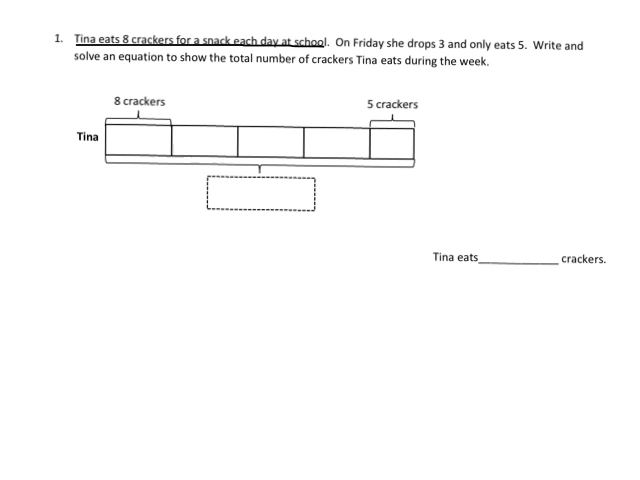 1. Tina eats 8 crackers for a snack each day at school. On Friday she drops 3 and only eats 5. Write and
solve an equation to show the total number of crackers Tina eats during the week.
8 crackers
5 crackers
Tina
Tina eats____________ crackers.